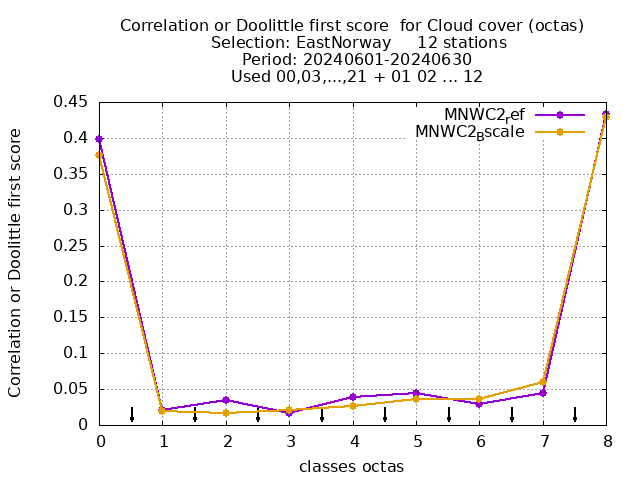 Correlation or Doolittle first score  for Cloud cover (octas)
Selection: EastNorway     12 stations
Period: 20240601-20240630
Used 00,03,...,21 + 01 02 ... 12
MNWC2ref
MNWC2Bscale
0.45
0.4
0.35
0.3
0.25
0.2
0.15
0.1
0.05
0
Correlation or Doolittle first score
0 1 2 3 4 5 6 7 8
classes octas